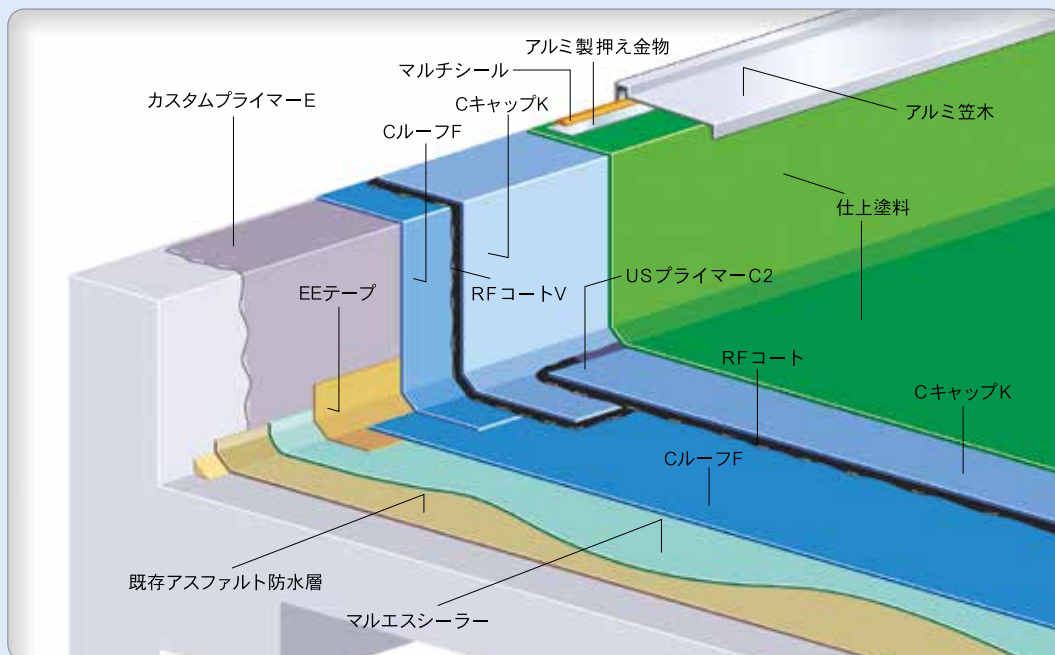 アルミ製押え金物
マルチシール
カスタムプライマーE
CキャップK
アルミ笠木
CルーフF
仕上塗料
USプライマーC2
EEテープ
RFコートV
RFコート
CキャップK
CルーフF
既存アスファルト防水層
マルエスシーラー